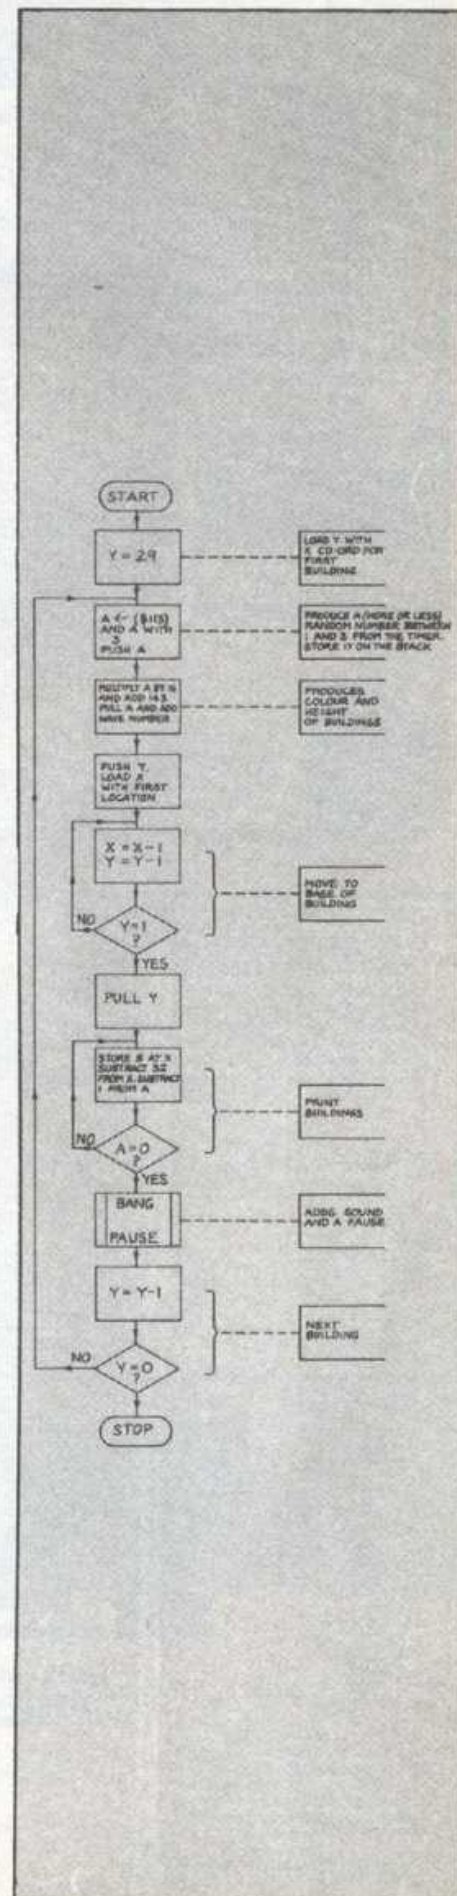 START
Y = 29
LOAD Y WITH
X CO-ORD FOR
FIRST
BUILDING
A ← ($113)
AND A WITH
3
PUSH A
PRODUCE A (MORE OR LESS)
RANDOM NUMBER BETWEEN
1 AND 3 FROM THE TIMER.
STORE IT ON THE STACK
MULTIPLY A BY 16
AND ADD 143.
PULL A AND ADD
WAVE NUMBER
PRODUCES
COLOUR AND
HEIGHT
OF BUILDINGS
PUSH Y.
LOAD X
WITH FIRST
LOCATION
X = X-1
Y = Y-1
MOVE TO
BASE OF
BUILDING
NO
Y=1
?
YES
PULL Y
STORE B AT X
SUBTRACT 32
FROM X. SUBTRACT
1 FROM A
PRINT
BUILDINGS
NO
A=0
?
YES
BANG
PAUSE
ADDS SOUND
AND A PAUSE
Y = Y-1
NEXT
BUILDING
NO
Y=0
?
STOP